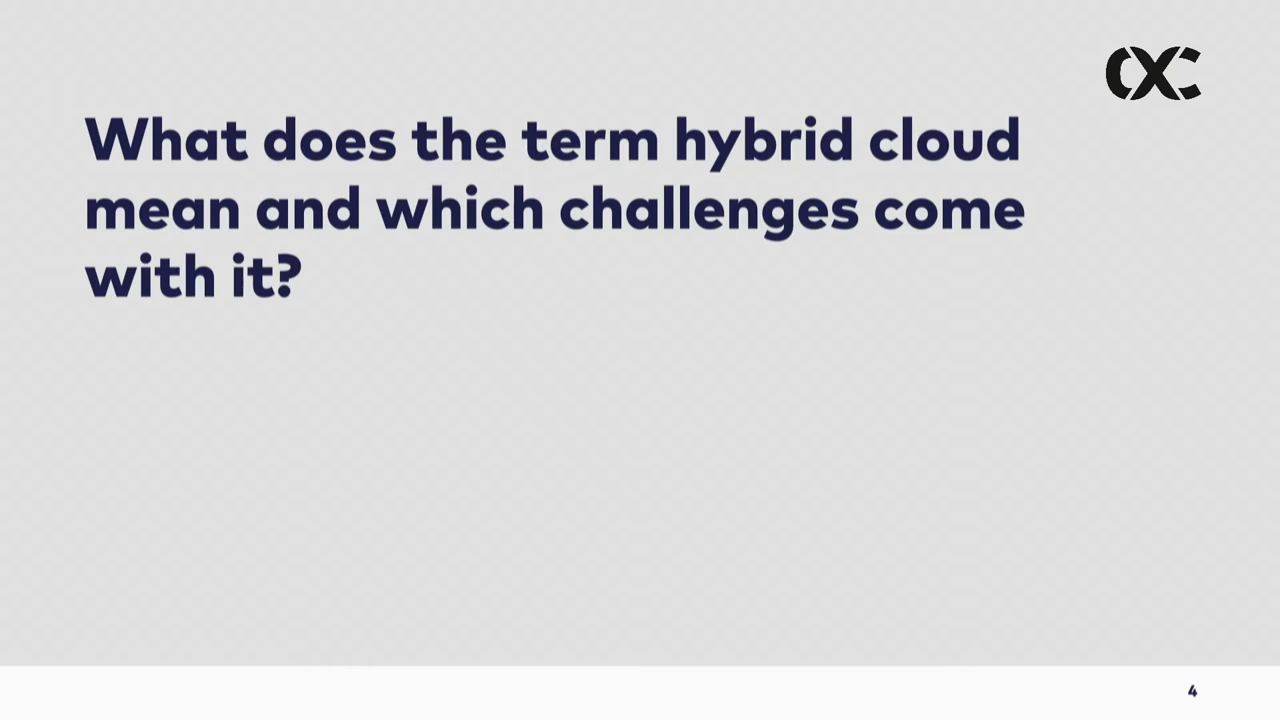 What does the term hybrid cloud
mean and which challenges come
with it?
4